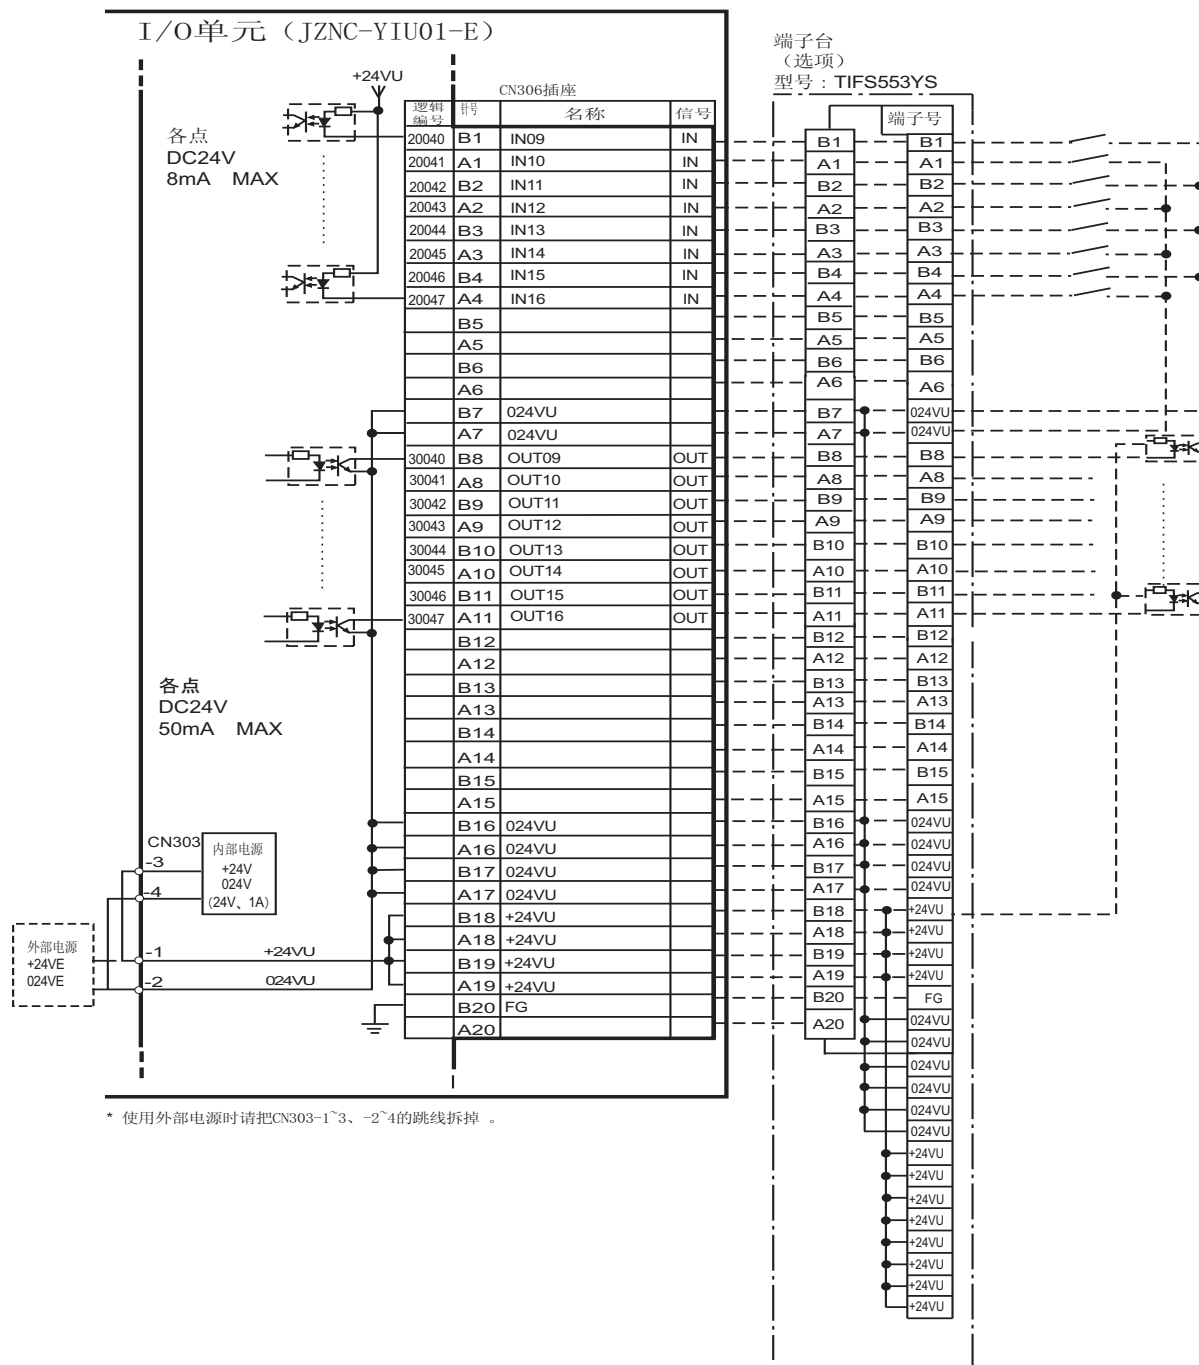 I/O单元（JZNC-YIU01-E）
端子台
（选项）
型号：TIFS553YS
+24VU
CN306插座
逻辑编号 针号 名称 信号
端子号
各点
DC24V
8mA MAX
20040 B1 IN09 IN B1 B1
20041 A1 IN10 IN A1 A1
20042 B2 IN11 IN B2 B2
20043 A2 IN12 IN A2 A2
20044 B3 IN13 IN B3 B3
20045 A3 IN14 IN A3 A3
20046 B4 IN15 IN B4 B4
20047 A4 IN16 IN A4 A4
B5 B5 B5
A5 A5 A5
B6 B6 B6
A6 A6 A6
B7 024VU B7 024VU
A7 024VU A7 024VU
30040 B8 OUT09 OUT B8 B8
30041 A8 OUT10 OUT A8 A8
30042 B9 OUT11 OUT B9 B9
30043 A9 OUT12 OUT A9 A9
30044 B10 OUT13 OUT B10 B10
30045 A10 OUT14 OUT A10 A10
30046 B11 OUT15 OUT B11 B11
30047 A11 OUT16 OUT A11 A11
B12 B12 B12
A12 A12 A12
B13 B13 B13
A13 A13 A13
B14 B14 B14
A14 A14 A14
B15 B15 B15
A15 A15 A15
B16 024VU B16 024VU
A16 024VU A16 024VU
B17 024VU B17 024VU
A17 024VU A17 024VU
B18 +24VU B18 +24VU
A18 +24VU A18 +24VU
B19 +24VU B19 +24VU
A19 +24VU A19 +24VU
B20 FG B20 FG
A20 A20 024VU
024VU
024VU
024VU
024VU
024VU
+24VU
+24VU
+24VU
+24VU
+24VU
+24VU
+24VU
+24VU
各点
DC24V
50mA MAX
CN303
-3
-4
内部电源
+24V
024V
(24V、1A)
外部电源
+24VE
024VE
-1 +24VU
-2 024VU
* 使用外部电源时请把CN303-1~3、-2~4的跳线拆掉 。